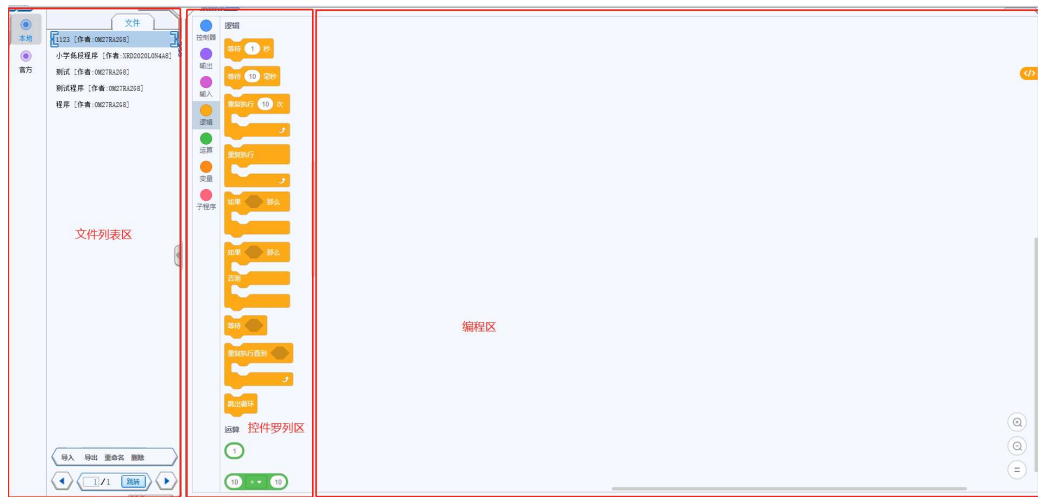 文件
本地
官方
1123 [作者:OM27RA2G8]
小学低段程序 [作者:XRD2020LON4A8]
测试 [作者:OM27RA2G8]
测试程序 [作者:OM27RA2G8]
程序 [作者:OM27RA2G8]
文件列表区
导入 导出 重命名 删除
1/1 跳转
控制器
输出
输入
逻辑
运算
变量
子程序
逻辑
等待 1 秒
等待 10 毫秒
重复执行 10 次
重复执行
如果 那么
如果 那么
否则
等待
重复执行直到
跳出循环
运算
控件罗列区
1
10 + 10
编程区